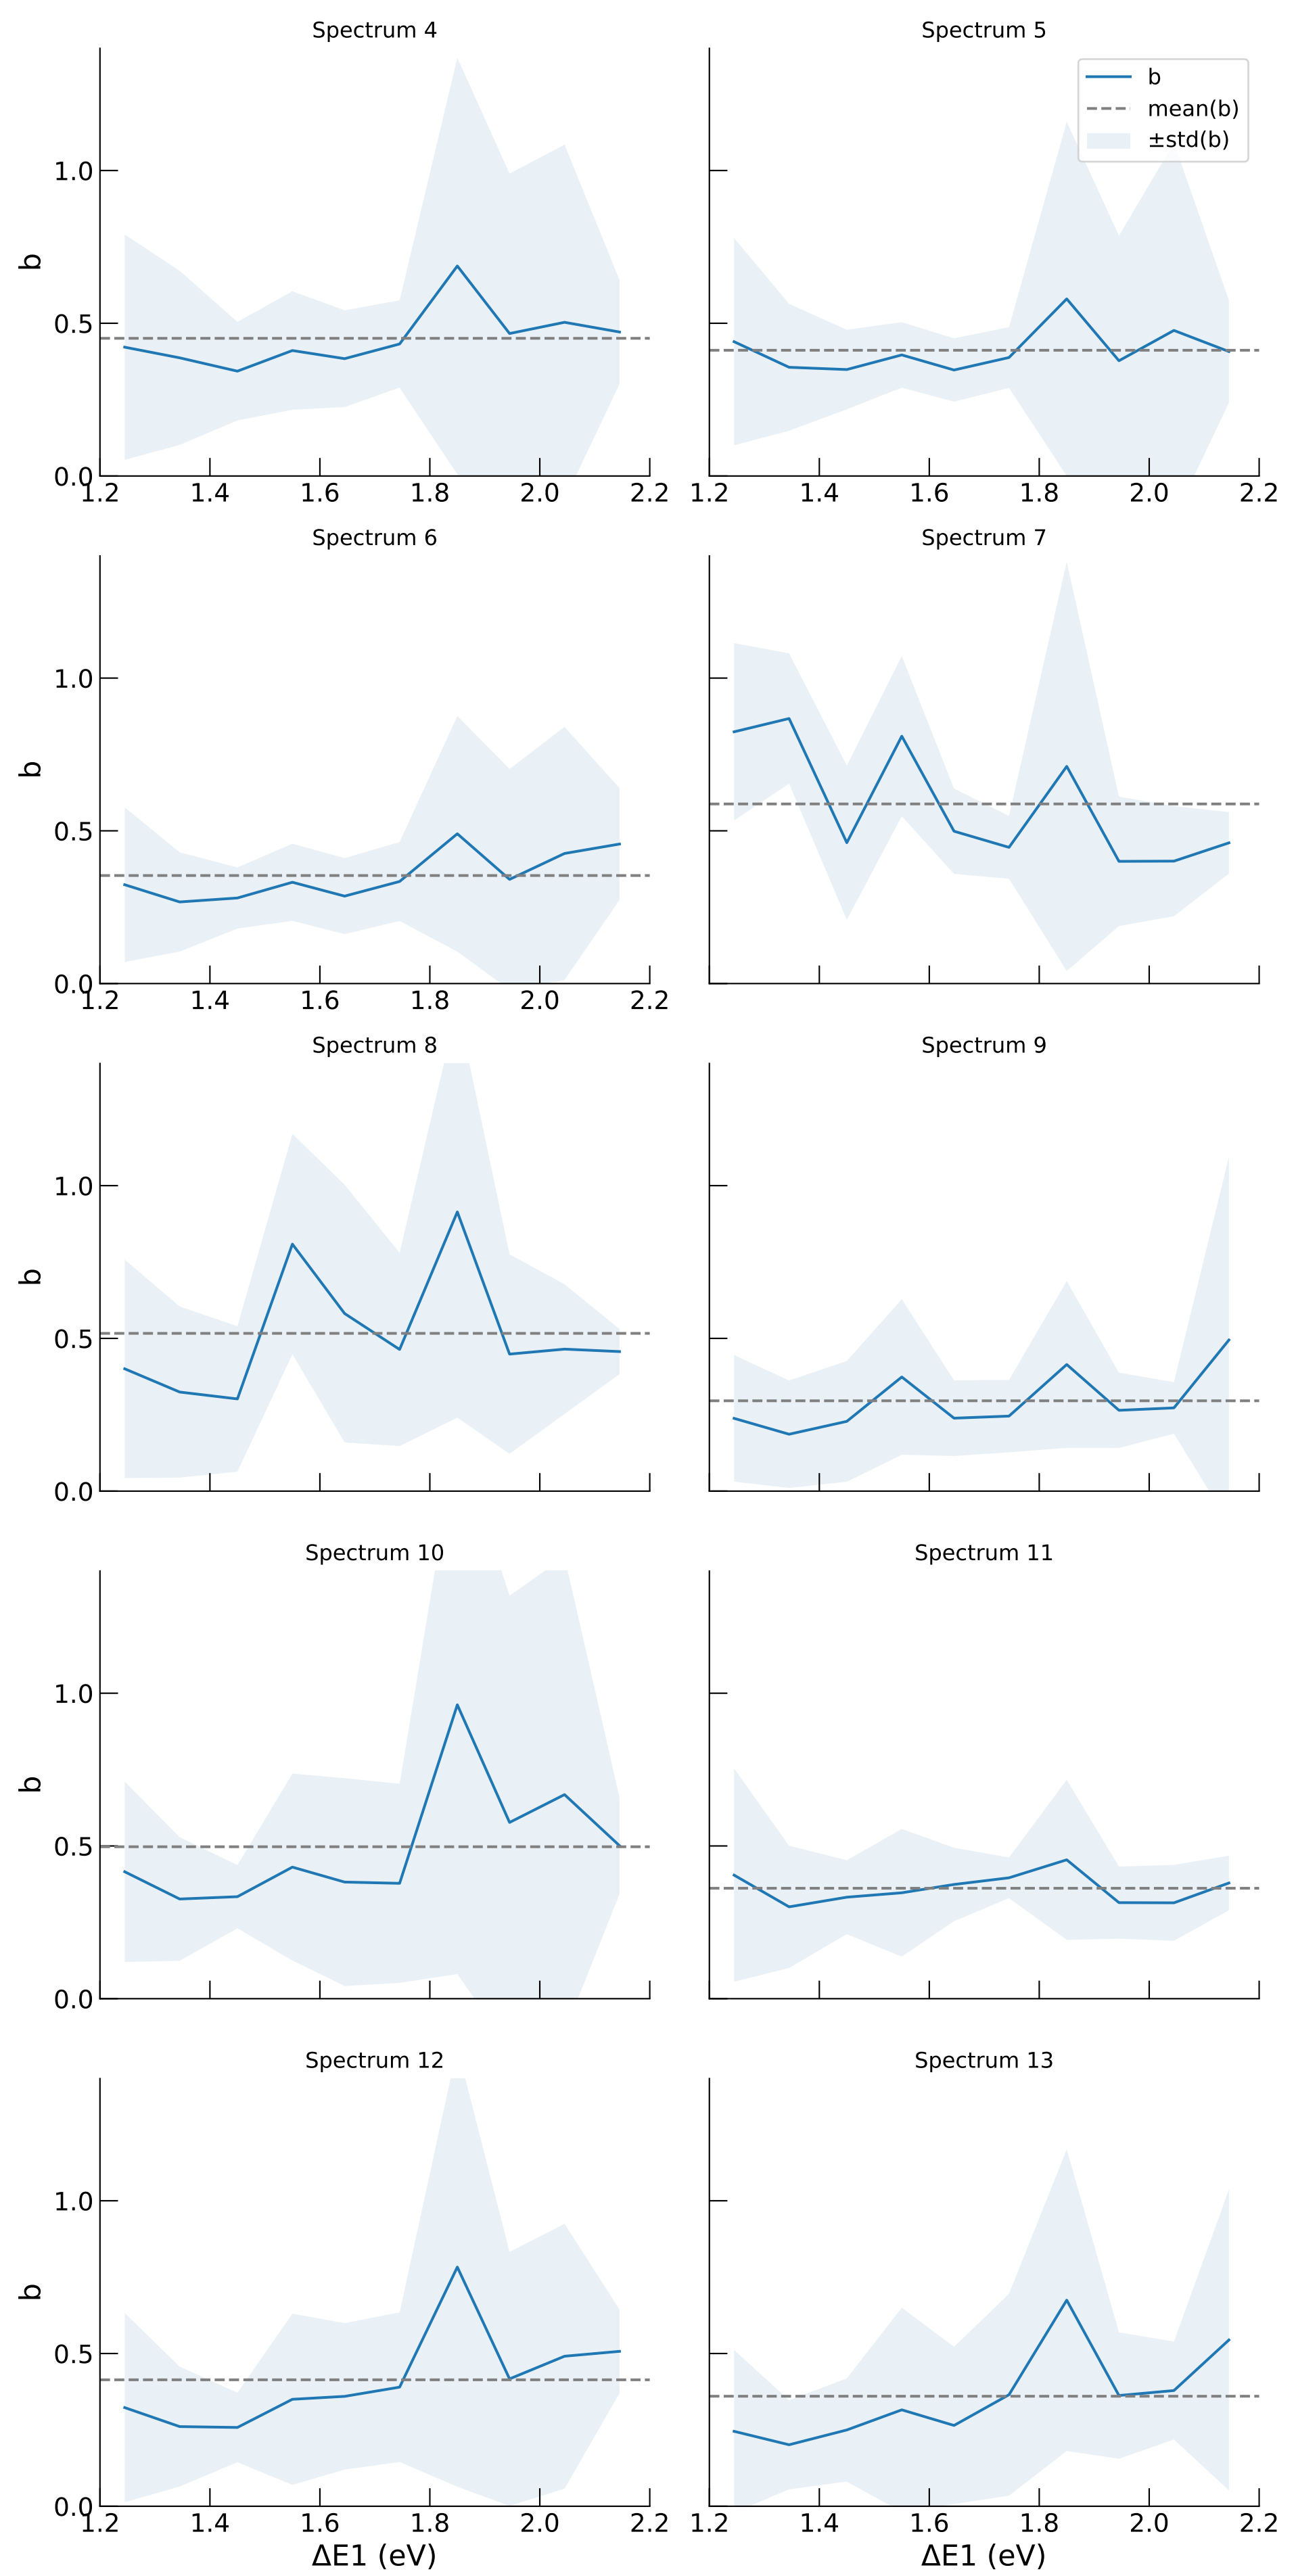 Spectrum 4
Spectrum 5
b
mean(b)
±std(b)
1.0
0.5
0.0
b
1.2 1.4 1.6 1.8 2.0 2.2
1.2 1.4 1.6 1.8 2.0 2.2
Spectrum 6
Spectrum 7
1.0
0.5
0.0
b
1.2 1.4 1.6 1.8 2.0 2.2
Spectrum 8
Spectrum 9
1.0
0.5
0.0
b
Spectrum 10
Spectrum 11
1.0
0.5
0.0
b
Spectrum 12
Spectrum 13
1.0
0.5
0.0
b
1.2 1.4 1.6 1.8 2.0 2.2
1.2 1.4 1.6 1.8 2.0 2.2
ΔE1 (eV)
ΔE1 (eV)